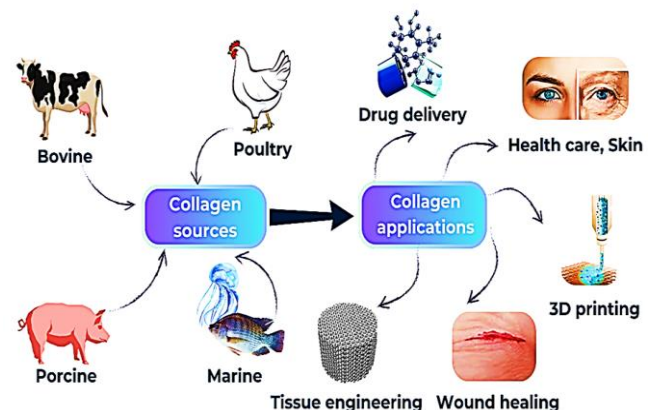 Drug delivery
Health care, Skin
Bovine
Poultry
Collagen
sources
Collagen
applications
3D printing
Porcine
Marine
Tissue engineering
Wound healing